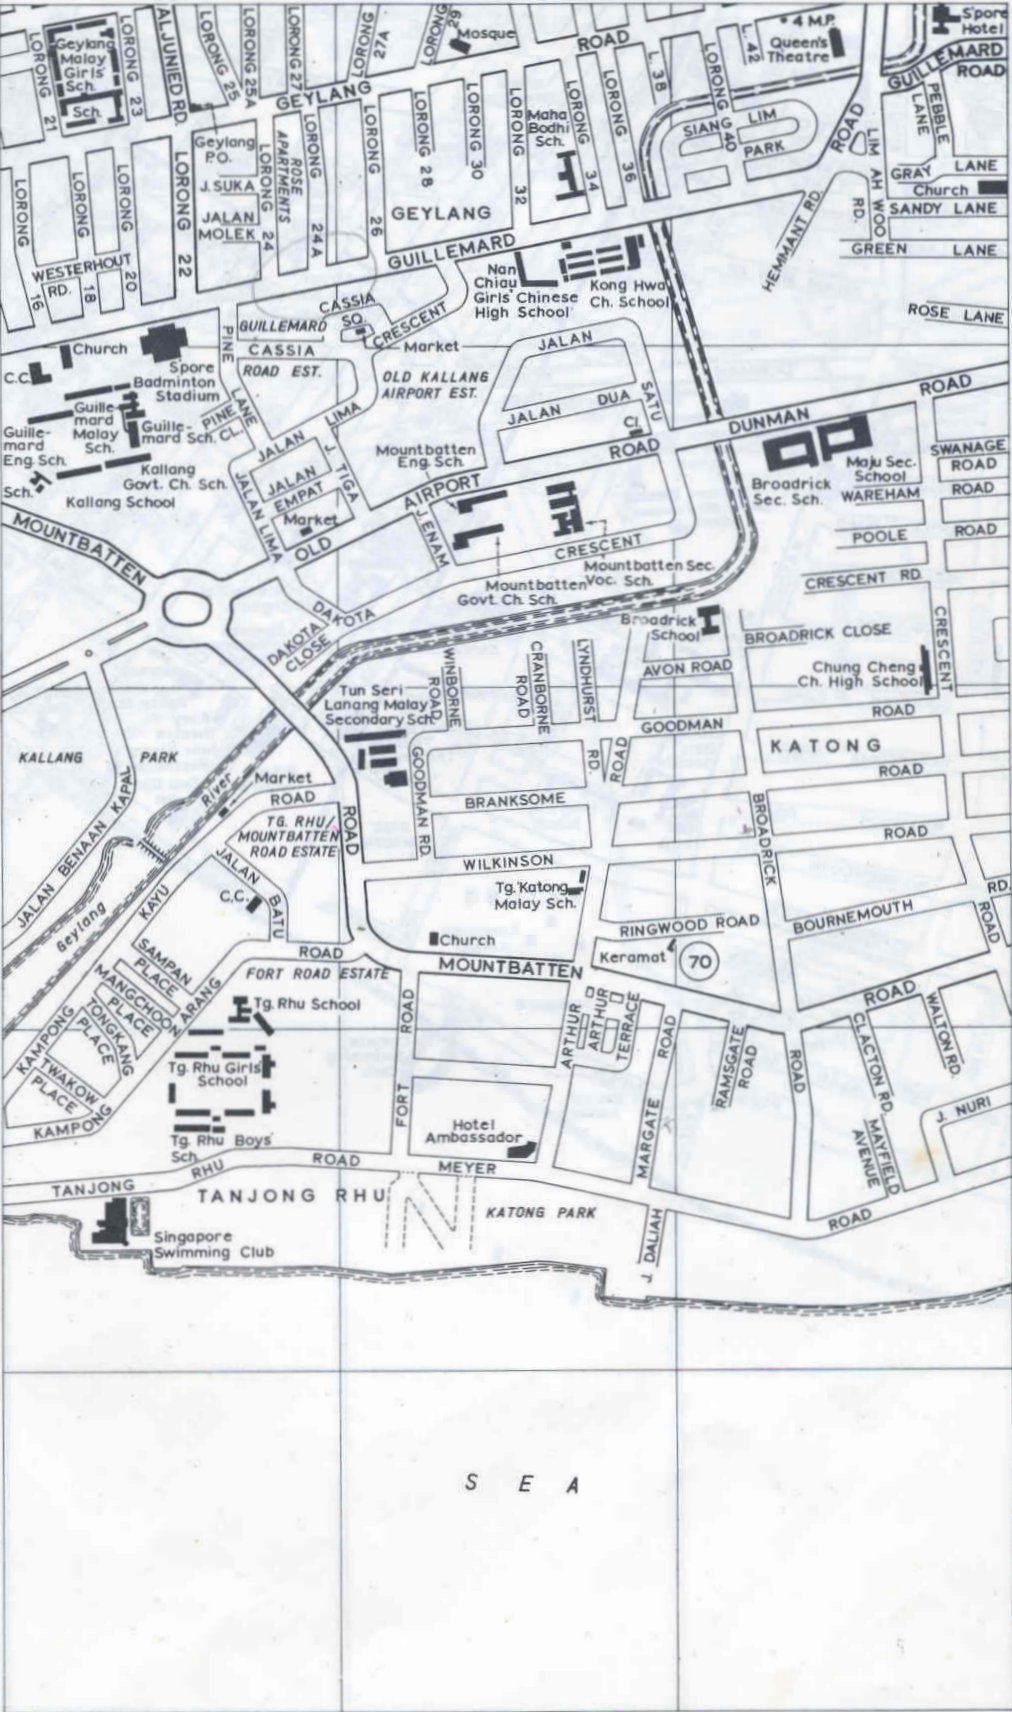 LORONG 21
Geylang
Malay
Girls'
Sch.
Sch.
LORONG 23
ALJUNIED RD.
LORONG 25
LORONG 25A
LORONG 27
LORONG 27A
LORONG 29
Mosque
GEYLANG ROAD
L. 38
LORONG 40
L. 42
4 M.P.
Queen's
Theatre
S'pore
Hotel
GUILLEMARD
ROAD
LORONG 16
LORONG 18
LORONG 20
LORONG 22
Geylang
P.O.
J. SUKA
JALAN
MOLEK
LORONG 24
ROSE
APARTMENTS
LORONG 24A
LORONG 26
LORONG 28
LORONG 30
LORONG 32
Maha
Bodhi
Sch.
LORONG 34
LORONG 36
SIANG LIM
PARK
ROAD
LIM AH WOO RD.
PEBBLE
LANE
GRAY LANE
Church
SANDY LANE
GREEN LANE
HEMMANT RD.
ROSE LANE
GEYLANG
GUILLEMARD
WESTERHOUT
RD.
Nan
Chiau
Girls' Chinese
High School
Kong Hwa
Ch. School
CASSIA
SQ.
CRESCENT
GUILLEMARD
CASSIA
ROAD EST.
Market
OLD KALLANG
AIRPORT EST.
PINE LANE
PINE CL.
C.C.
Church
S'pore
Badminton
Stadium
Guille-
mard
Malay
Sch.
Guille-
mard Sch.
Guille-
mard
Eng. Sch.
Kallang
Govt. Ch. Sch.
Sch.
Kallang School
JALAN LIMA
JALAN LIMA
JALAN
EMPAT
J. TIGA
Market
Mountbatten
Eng. Sch.
JALAN SATU
JALAN DUA
Cl.
OLD AIRPORT ROAD
DUNMAN ROAD
J. ENAM
Maju Sec.
School
Broadrick
Sec. Sch.
SWANAGE
ROAD
WAREHAM ROAD
POOLE ROAD
CRESCENT RD.
CRESCENT
MOUNTBATTEN
DAKOTA CRESCENT
DAKOTA
CLOSE
Mountbatten Sec.
Voc. Sch.
Mountbatten
Govt. Ch. Sch.
Broadrick
School
BROADRICK CLOSE
AVON ROAD
Chung Cheng
Ch. High School
Tun Seri
Lanang Malay
Secondary Sch.
WINBORNE
ROAD
CRANBORNE
ROAD
LYNDHURST
RD.
ROAD
GOODMAN ROAD
KATONG
ROAD
KALLANG PARK
JALAN BENAAN KAPAL
River
Geylang
Market
ROAD
TG. RHU/
MOUNTBATTEN
ROAD ESTATE
ROAD
GOODMAN RD.
BRANKSOME
WILKINSON
ROAD
BROADRICK
JALAN
BATU
C.C.
KAYU
Tg. Katong
Malay Sch.
RINGWOOD ROAD
Keramat
70
BOURNEMOUTH
RD.
ROAD
Church
MOUNTBATTEN
ROAD
FORT ROAD ESTATE
SAMPAN
PLACE
MANGCHOON
PLACE
TONGKANG
PLACE
TWAKOW
PLACE
KAMPONG
ARANG
KAMPONG
Tg. Rhu School
Tg. Rhu Girls'
School
Tg. Rhu Boys'
Sch.
FORT ROAD
ARTHUR
ARTHUR
TERRACE
MARGATE ROAD
RAMSGATE
ROAD
ROAD
ROAD
CLACTON RD.
WALTON RD.
J. NURI
MAYFIELD
AVENUE
Hotel
Ambassador
MEYER ROAD
TANJONG RHU ROAD
TANJONG RHU
KATONG PARK
J. DALIAH
Singapore
Swimming Club
SEA